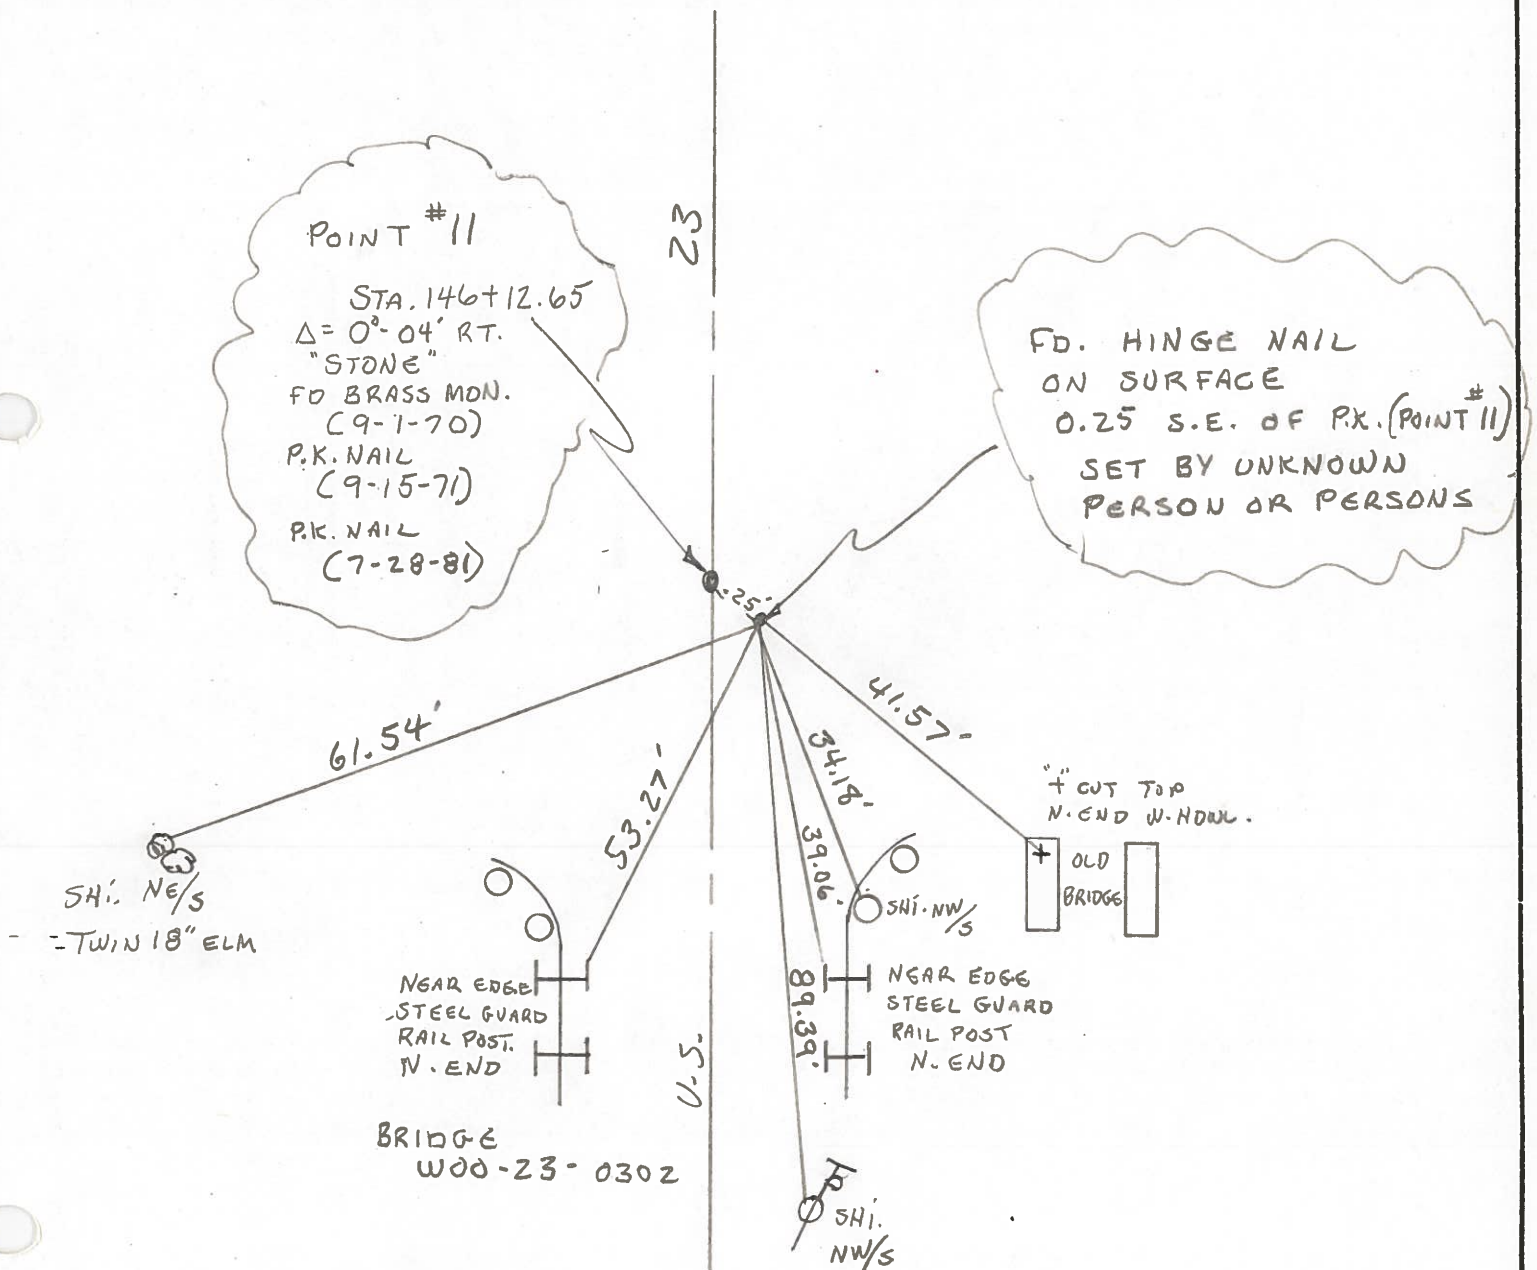 POINT #11
STA. 146+12.65
Δ= 0°-04' RT.
"STONE"
FD BRASS MON.
(9-1-70)
P.K. NAIL
(9-15-71)
P.K. NAIL
(7-28-81)
23
FD. HINGE NAIL
ON SURFACE
0.25 S.E. OF P.K. (POINT #11)
SET BY UNKNOWN
PERSON OR PERSONS
.25'
61.54'
53.27'
34.18'
39.06'
89.39'
41.57'
"+" CUT TOP
N. END W. HDWL.
OLD
BRIDGE
SHi. NE/S
TWIN 18" ELM
SHi. NW/S
NEAR EDGE
STEEL GUARD
RAIL POST.
N. END
NEAR EDGE
STEEL GUARD
RAIL POST
N. END
U.S.
BRIDGE
WOO-23-0302
SHi.
NW/S